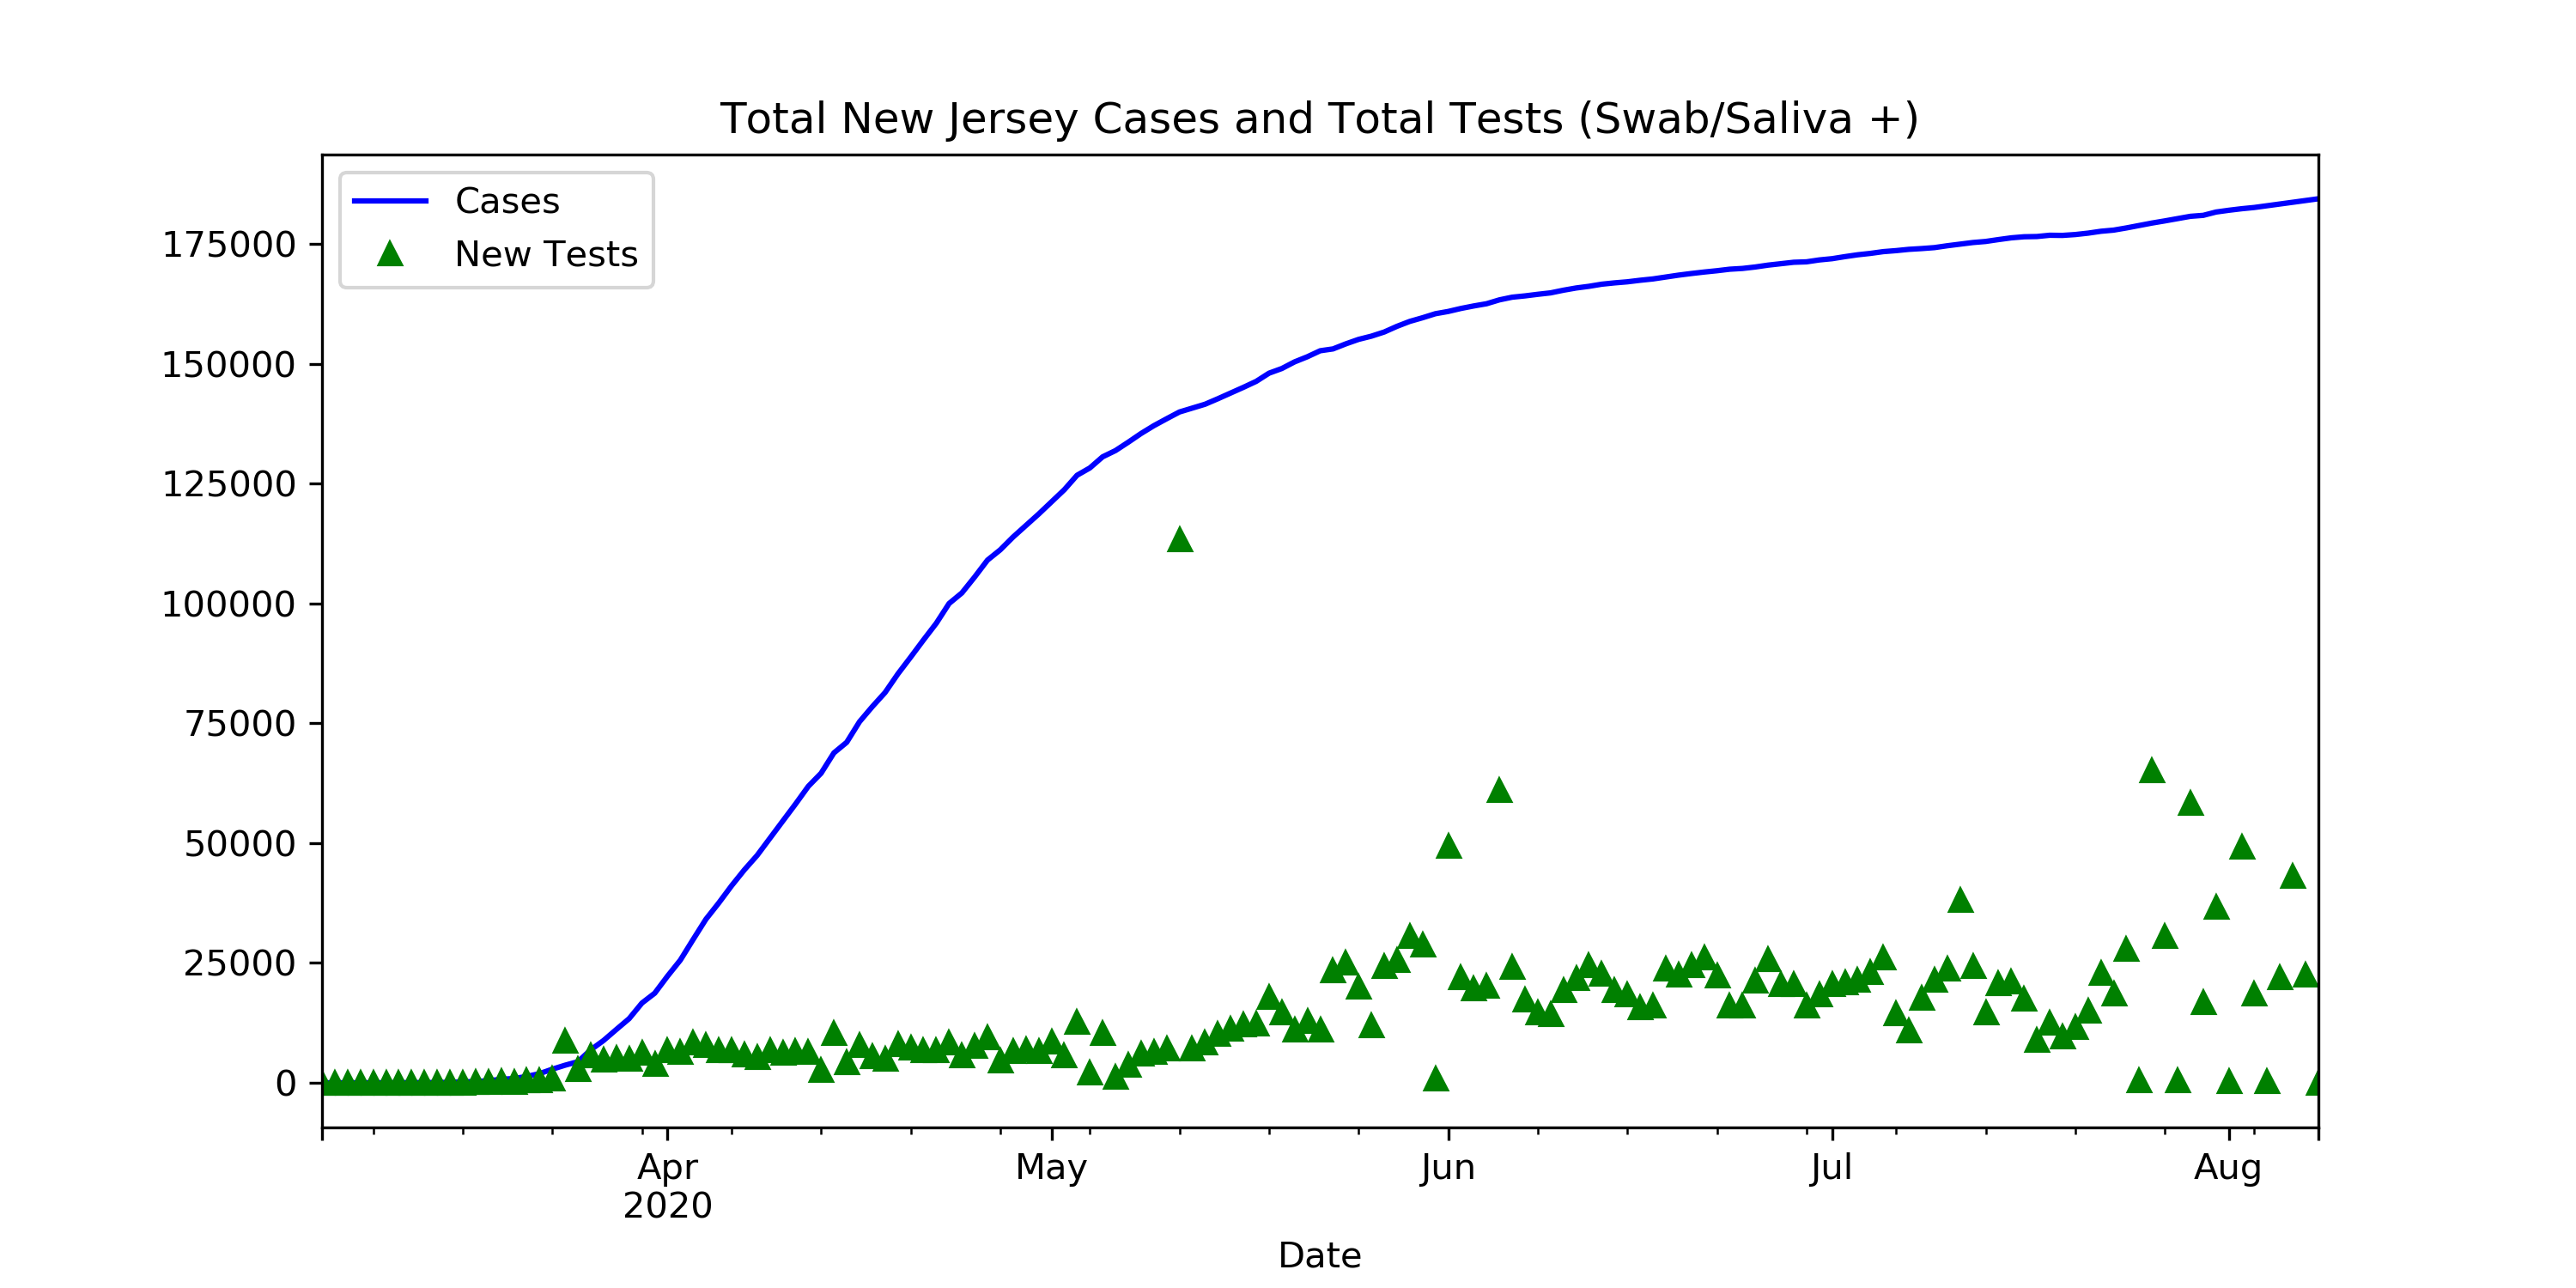 Total New Jersey Cases and Total Tests (Swab/Saliva +)
Cases
New Tests
175000
150000
125000
100000
75000
50000
25000
0
Apr May Jun Jul Aug
2020
Date